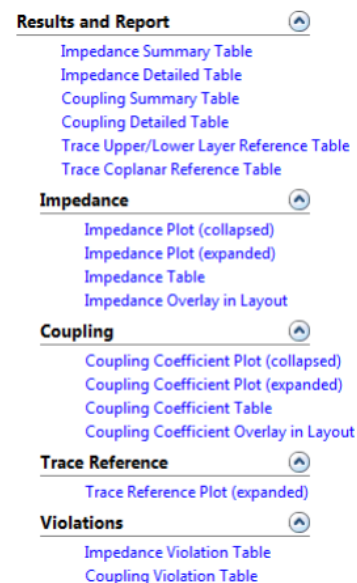 Results and Report
Impedance Summary Table
Impedance Detailed Table
Coupling Summary Table
Coupling Detailed Table
Trace Upper/Lower Layer Reference Table
Trace Coplanar Reference Table
Impedance
Impedance Plot (collapsed)
Impedance Plot (expanded)
Impedance Table
Impedance Overlay in Layout
Coupling
Coupling Coefficient Plot (collapsed)
Coupling Coefficient Plot (expanded)
Coupling Coefficient Table
Coupling Coefficient Overlay in Layout
Trace Reference
Trace Reference Plot (expanded)
Violations
Impedance Violation Table
Coupling Violation Table